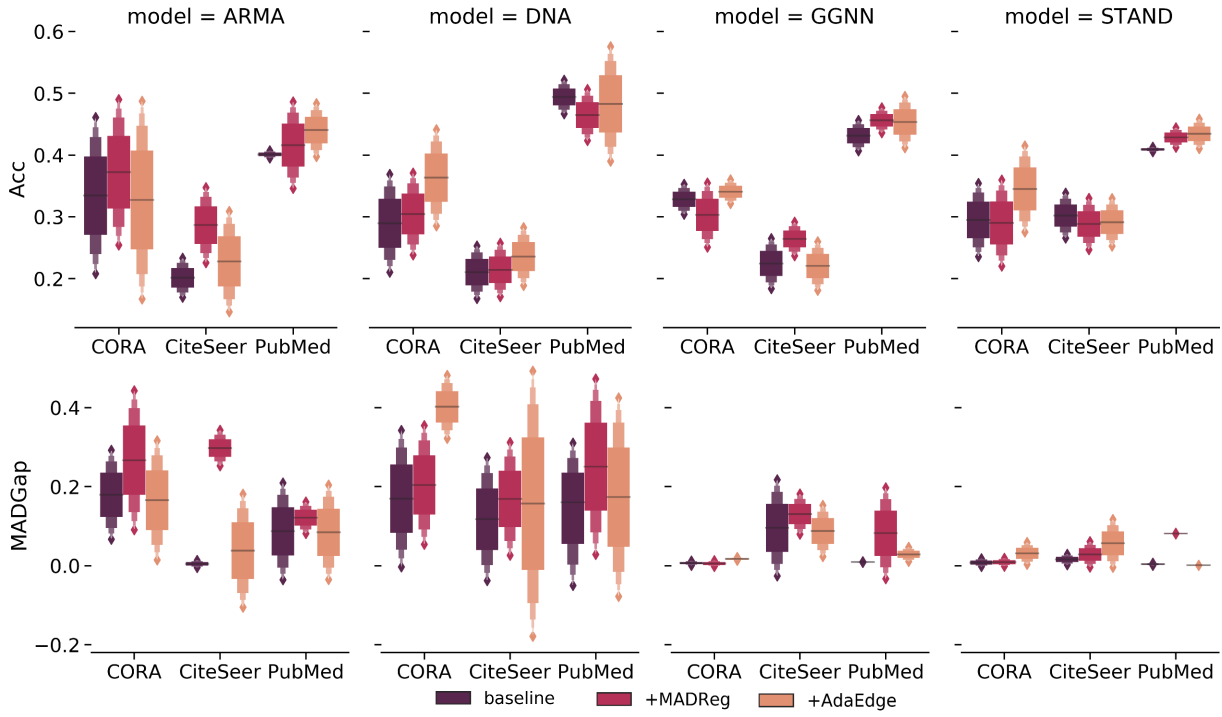 model = ARMA model = DNA model = GGNN model = STAND
0.6
0.5
0.4
0.3
0.2
Acc
CORA CiteSeer PubMed CORA CiteSeer PubMed CORA CiteSeer PubMed CORA CiteSeer PubMed
0.4
0.2
0.0
−0.2
MADGap
CORA CiteSeer PubMed CORA CiteSeer PubMed CORA CiteSeer PubMed CORA CiteSeer PubMed
baseline +MADReg +AdaEdge